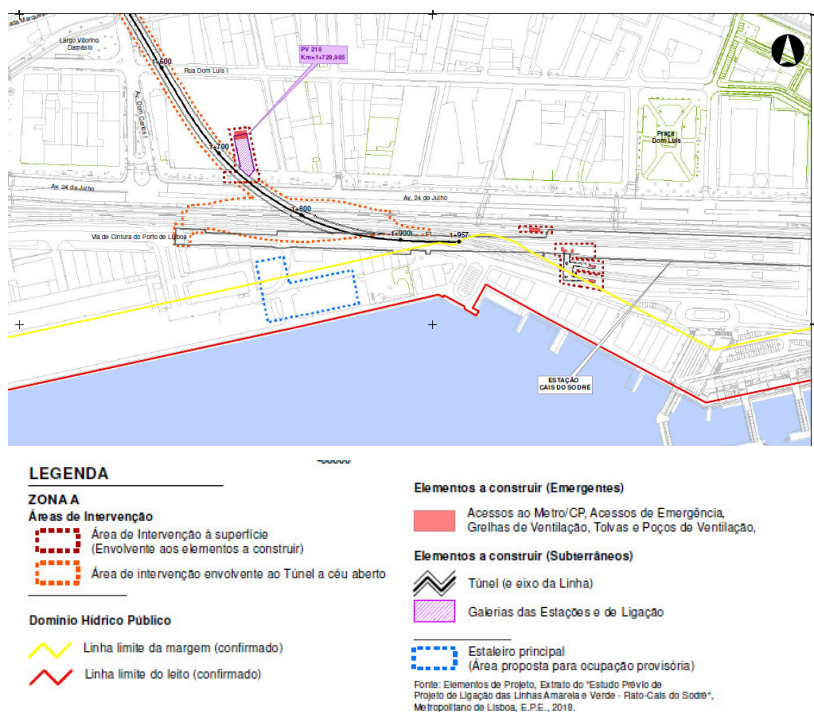 Largo Vitorino
Damásio
PV 218
Km=1+729,985
1+600
Rua Dom Luís I
Av. Dom Carlos I
1+700
Praça
Dom Luís
Av. 24 de Julho
Av. 24 de Julho
1+800
Via de Cintura do Porto de Lisboa
1+900
1+957
ESTAÇÃO
CAIS DO SODRÉ
LEGENDA
ZONA A
Áreas de Intervenção
Área de Intervenção à superfície
(Envolvente aos elementos a construir)
Área de intervenção envolvente ao Túnel a céu aberto
Dominio Hídrico Público
Linha limite da margem (confirmado)
Linha limite do leito (confirmado)
Elementos a construir (Emergentes)
Acessos ao Metro/CP, Acessos de Emergência,
Grelhas de Ventilação, Tolvas e Poços de Ventilação,
Elementos a construir (Subterrâneos)
Túnel (e eixo da Linha)
Galerias das Estações e de Ligação
Estaleiro principal
(Área proposta para ocupação provisória)
Fonte: Elementos de Projeto, Extrato do "Estudo Prévio de
Projeto de Ligação das Linhas Amarela e Verde - Rato-Cais do Sodré",
Metropolitano de Lisboa, E.P.E., 2018.